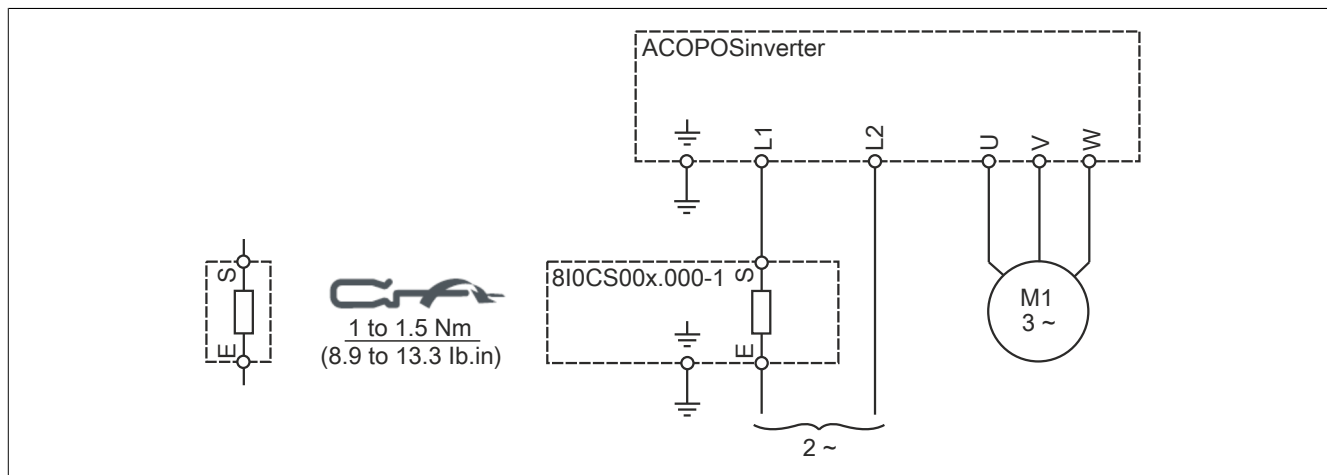 ACOPOSinverter
L1
L2
U
V
W
S
E
1 to 1.5 Nm
(8.9 to 13.3 lb.in)
8I0CS00x.000-1
S
E
M1
3 ~
2 ~